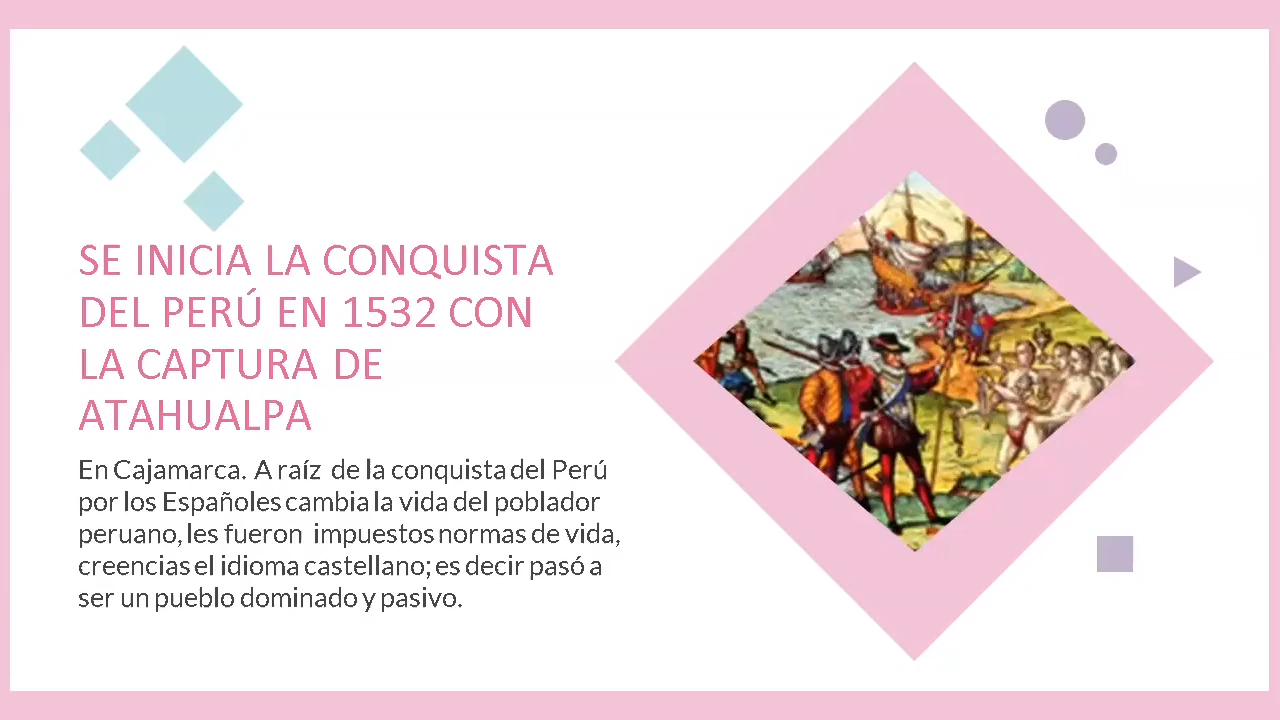 SE INICIA LA CONQUISTA
DEL PERÚ EN 1532 CON
LA CAPTURA DE
ATAHUALPA
En Cajamarca. A raíz de la conquista del Perú
por los Españoles cambia la vida del poblador
peruano, les fueron impuestos normas de vida,
creencias el idioma castellano; es decir pasó a
ser un pueblo dominado y pasivo.